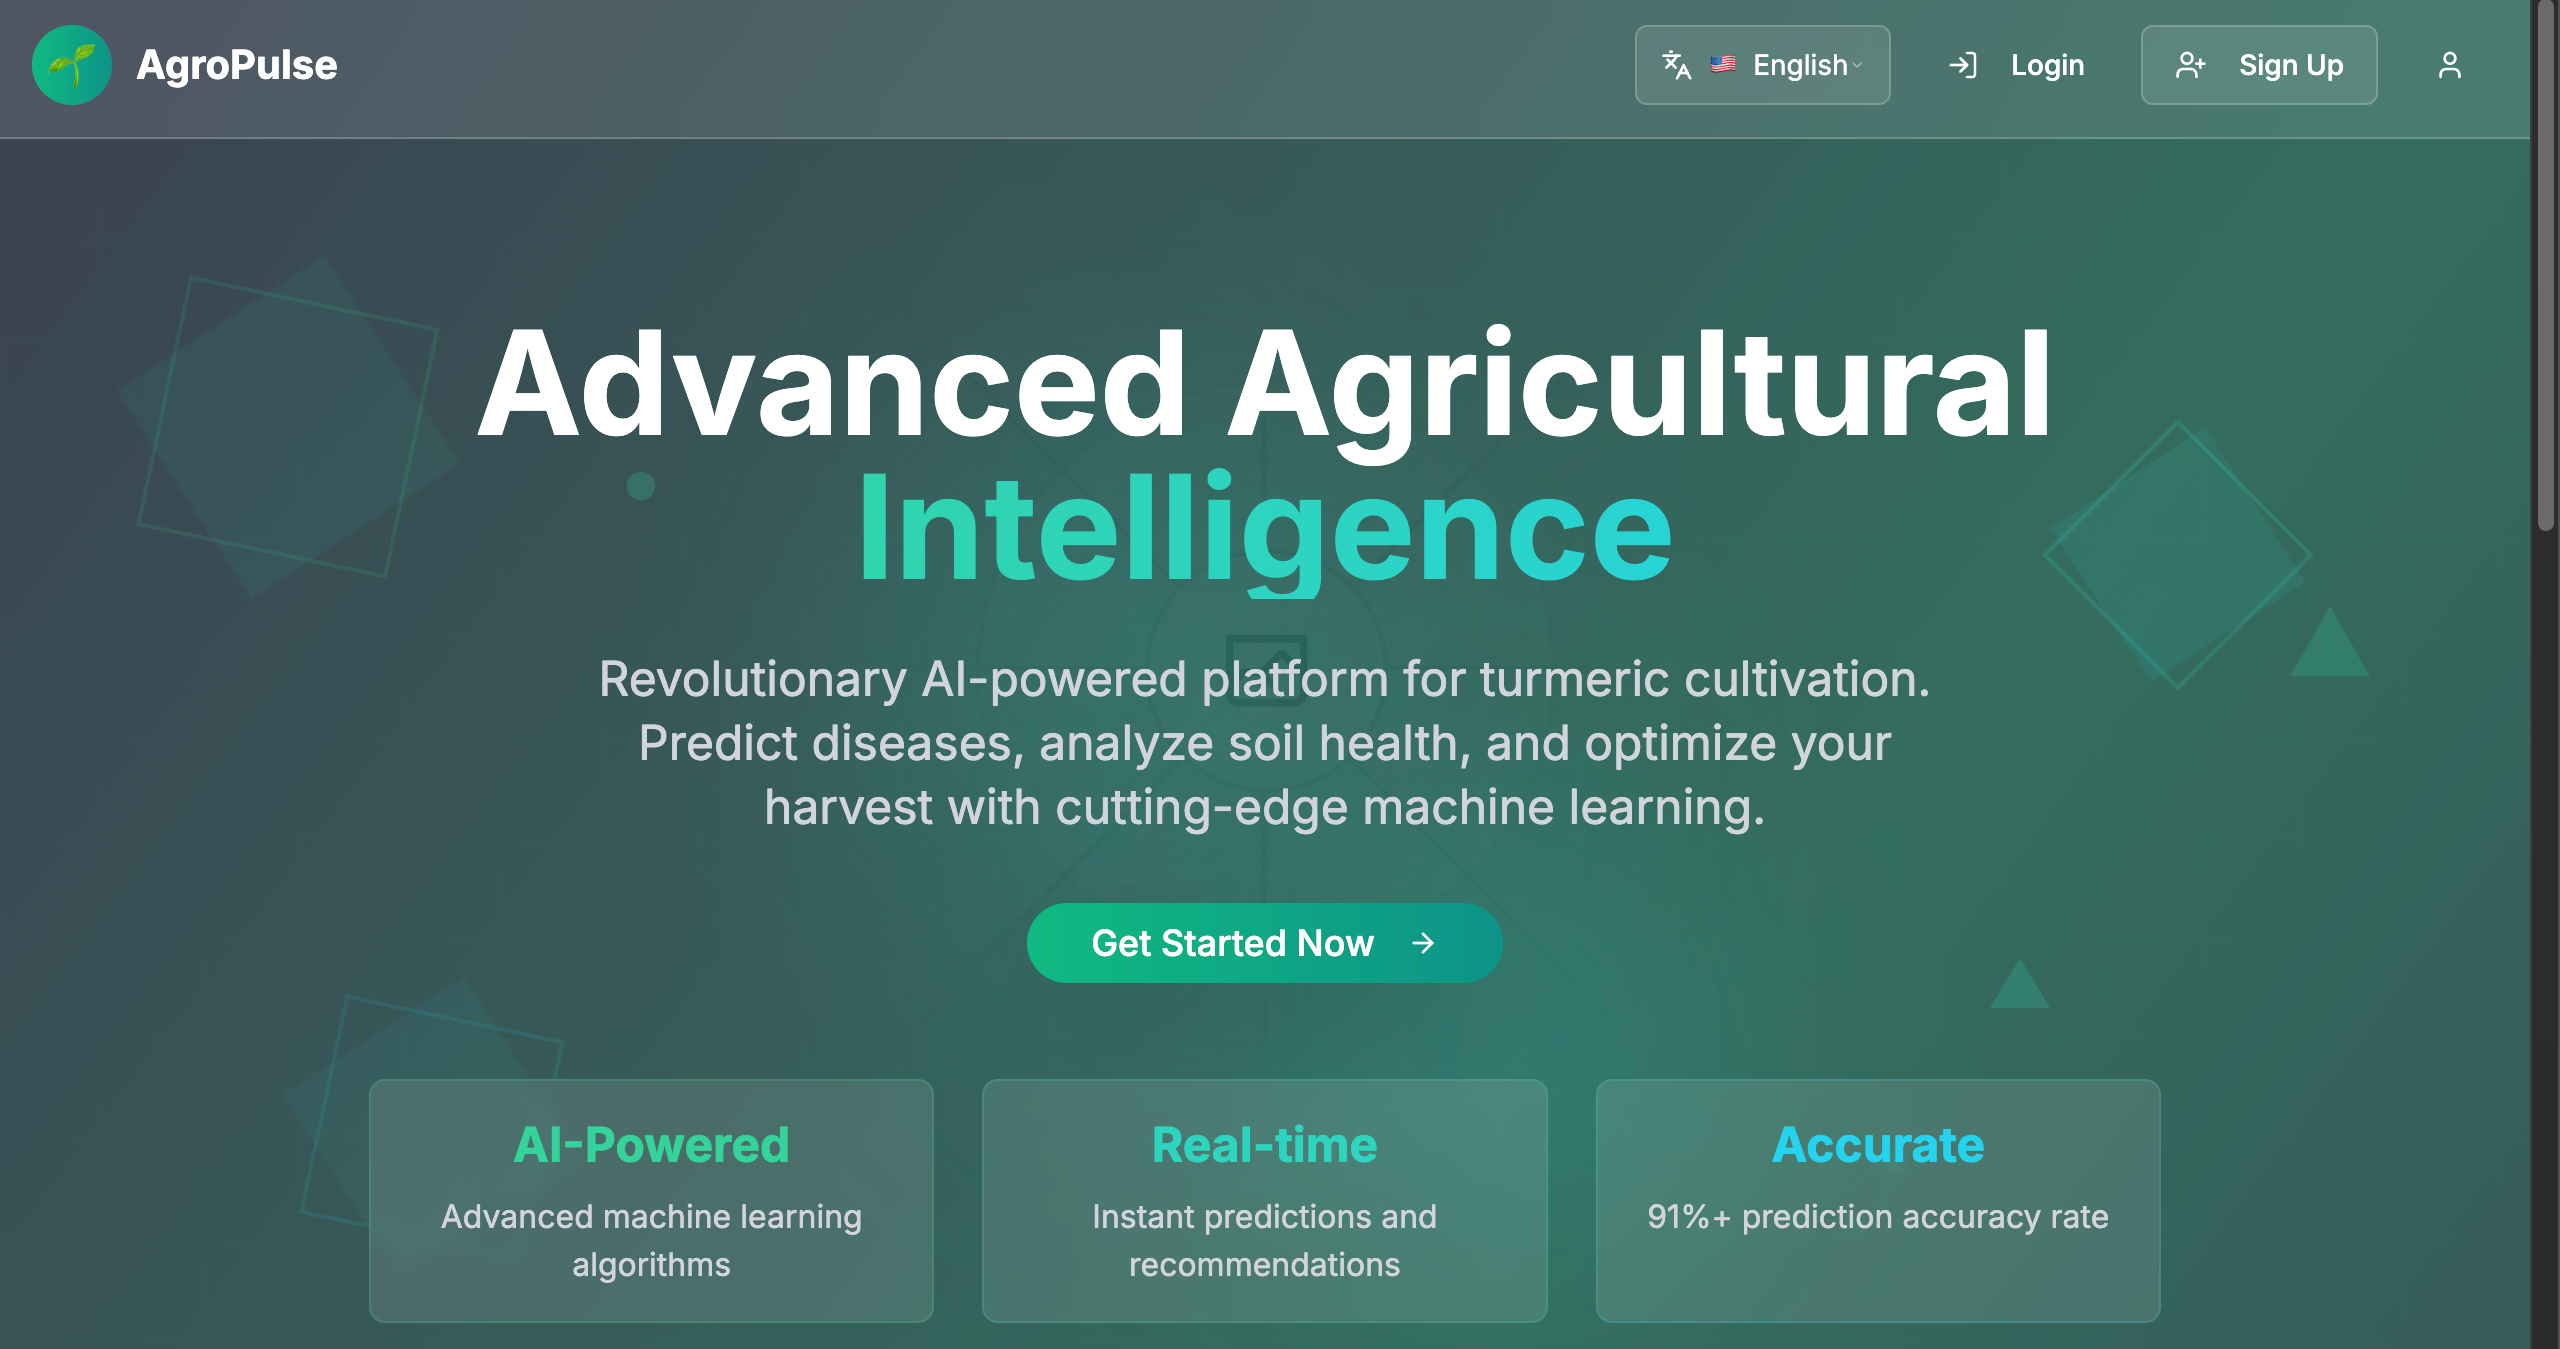 AgroPulse
English
Login
Sign Up
Advanced Agricultural
Intelligence
Revolutionary AI-powered platform for turmeric cultivation.
Predict diseases, analyze soil health, and optimize your
harvest with cutting-edge machine learning.
Get Started Now
AI-Powered
Advanced machine learning
algorithms
Real-time
Instant predictions and
recommendations
Accurate
91%+ prediction accuracy rate